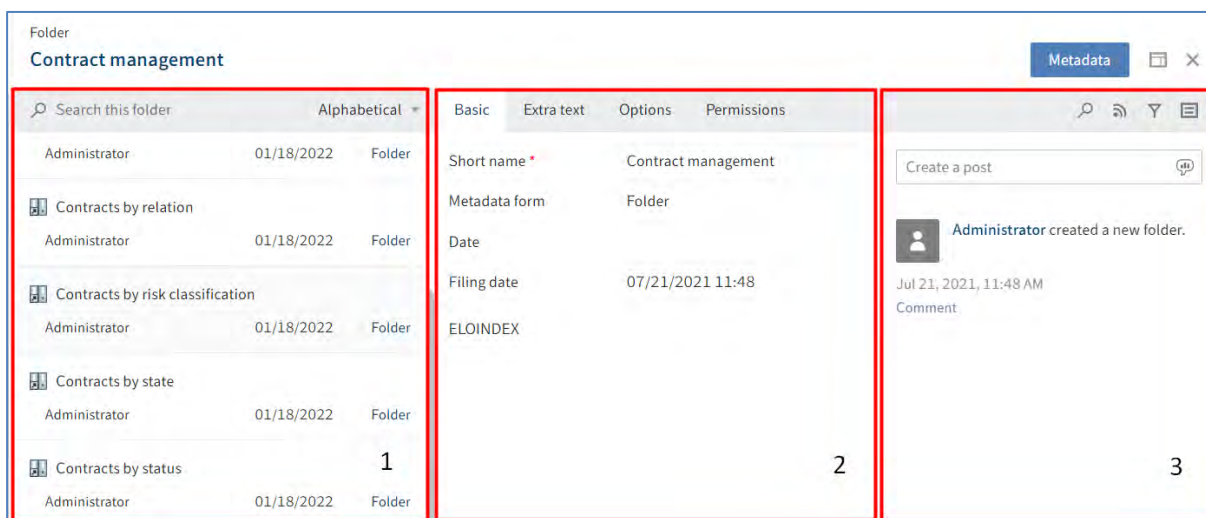 Folder
Contract management
Metadata
Search this folder Alphabetical
Administrator 01/18/2022 Folder
Contracts by relation
Administrator 01/18/2022 Folder
Contracts by risk classification
Administrator 01/18/2022 Folder
Contracts by state
Administrator 01/18/2022 Folder
Contracts by status
Administrator 01/18/2022 Folder
1
Basic Extra text Options Permissions
Short name * Contract management
Metadata form Folder
Date
Filing date 07/21/2021 11:48
ELOINDEX
2
Create a post
Administrator created a new folder.
Jul 21, 2021, 11:48 AM
Comment
3